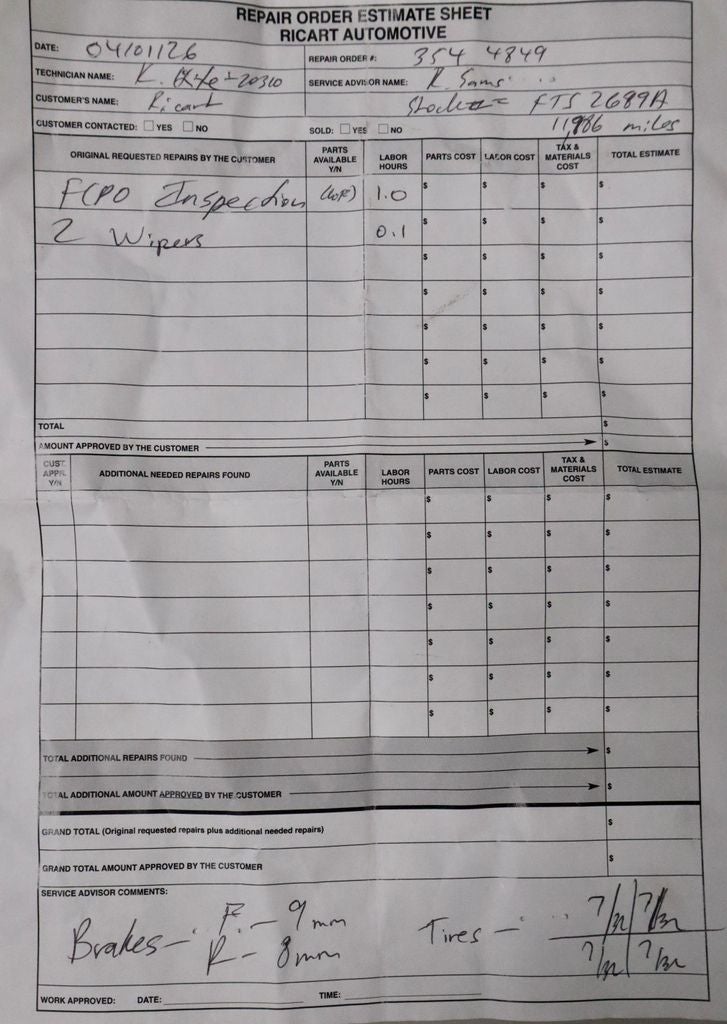 REPAIR ORDER ESTIMATE SHEET
RICART AUTOMOTIVE
DATE: 04/01/26 REPAIR ORDER #: 354 4849
TECHNICIAN NAME: K. 20310 SERVICE ADVISOR NAME: R. Sams
CUSTOMER'S NAME: Ricart Stock# FTS 2689A
CUSTOMER CONTACTED: YES NO SOLD: YES NO 11,986 miles
ORIGINAL REQUESTED REPAIRS BY THE CUSTOMER PARTS AVAILABLE Y/N LABOR HOURS PARTS COST LABOR COST TAX & MATERIALS COST TOTAL ESTIMATE
FCPO Inspection 1.0 $ $ $ $
2 Wipers 0.1 $ $ $ $
$ $ $ $
$ $ $ $
$ $ $ $
$ $ $ $
$ $ $ $
TOTAL $
AMOUNT APPROVED BY THE CUSTOMER $
CUST. APPR. Y/N ADDITIONAL NEEDED REPAIRS FOUND PARTS AVAILABLE Y/N LABOR HOURS PARTS COST LABOR COST TAX & MATERIALS COST TOTAL ESTIMATE
$ $ $ $
$ $ $ $
$ $ $ $
$ $ $ $
$ $ $ $
$ $ $ $
$ $ $ $
TOTAL ADDITIONAL REPAIRS FOUND $
TOTAL ADDITIONAL AMOUNT APPROVED BY THE CUSTOMER $
GRAND TOTAL (Original requested repairs plus additional needed repairs) $
GRAND TOTAL AMOUNT APPROVED BY THE CUSTOMER $
SERVICE ADVISOR COMMENTS:
Brakes - F. - 9mm Tires - 7/32 7/32
R - 8mm 7/32 7/32
WORK APPROVED: DATE: TIME: